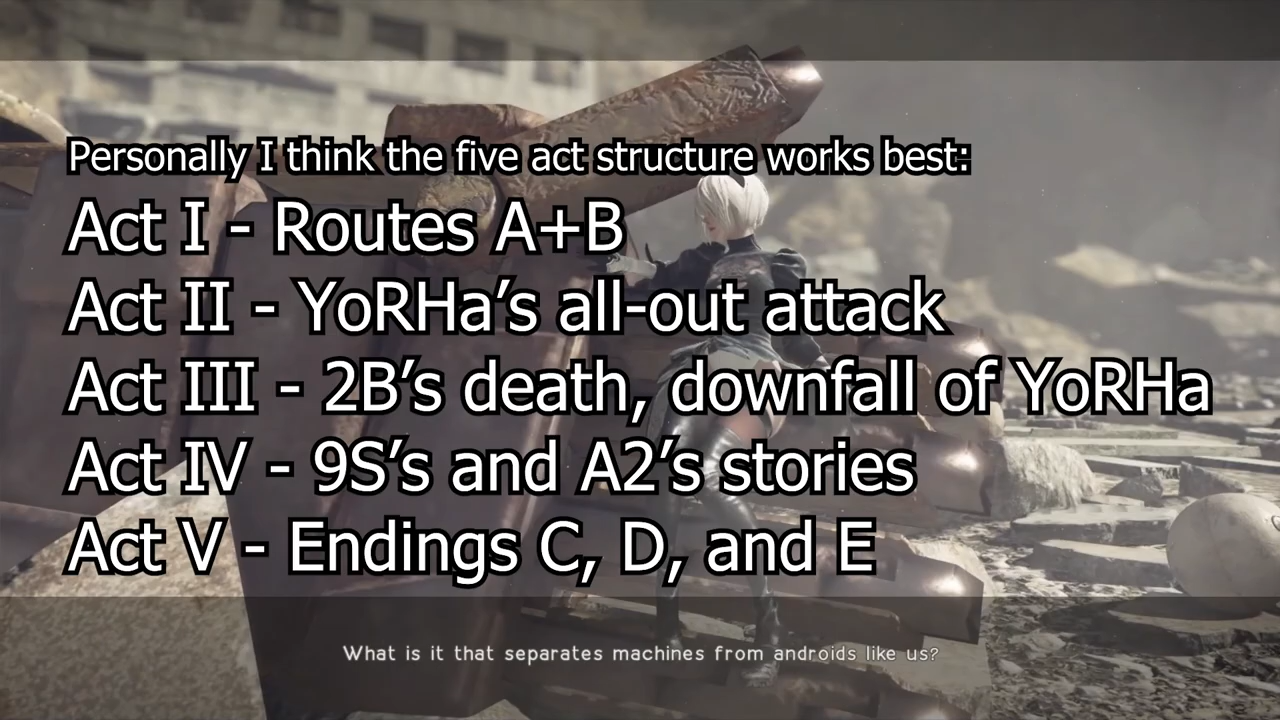 Personally I think the five act structure works best:
Act I - Routes A+B
Act II - YoRHa’s all-out attack
Act III - 2B’s death, downfall of YoRHa
Act IV - 9S’s and A2’s stories
Act V - Endings C, D, and E
What is it that separates machines from androids like us?